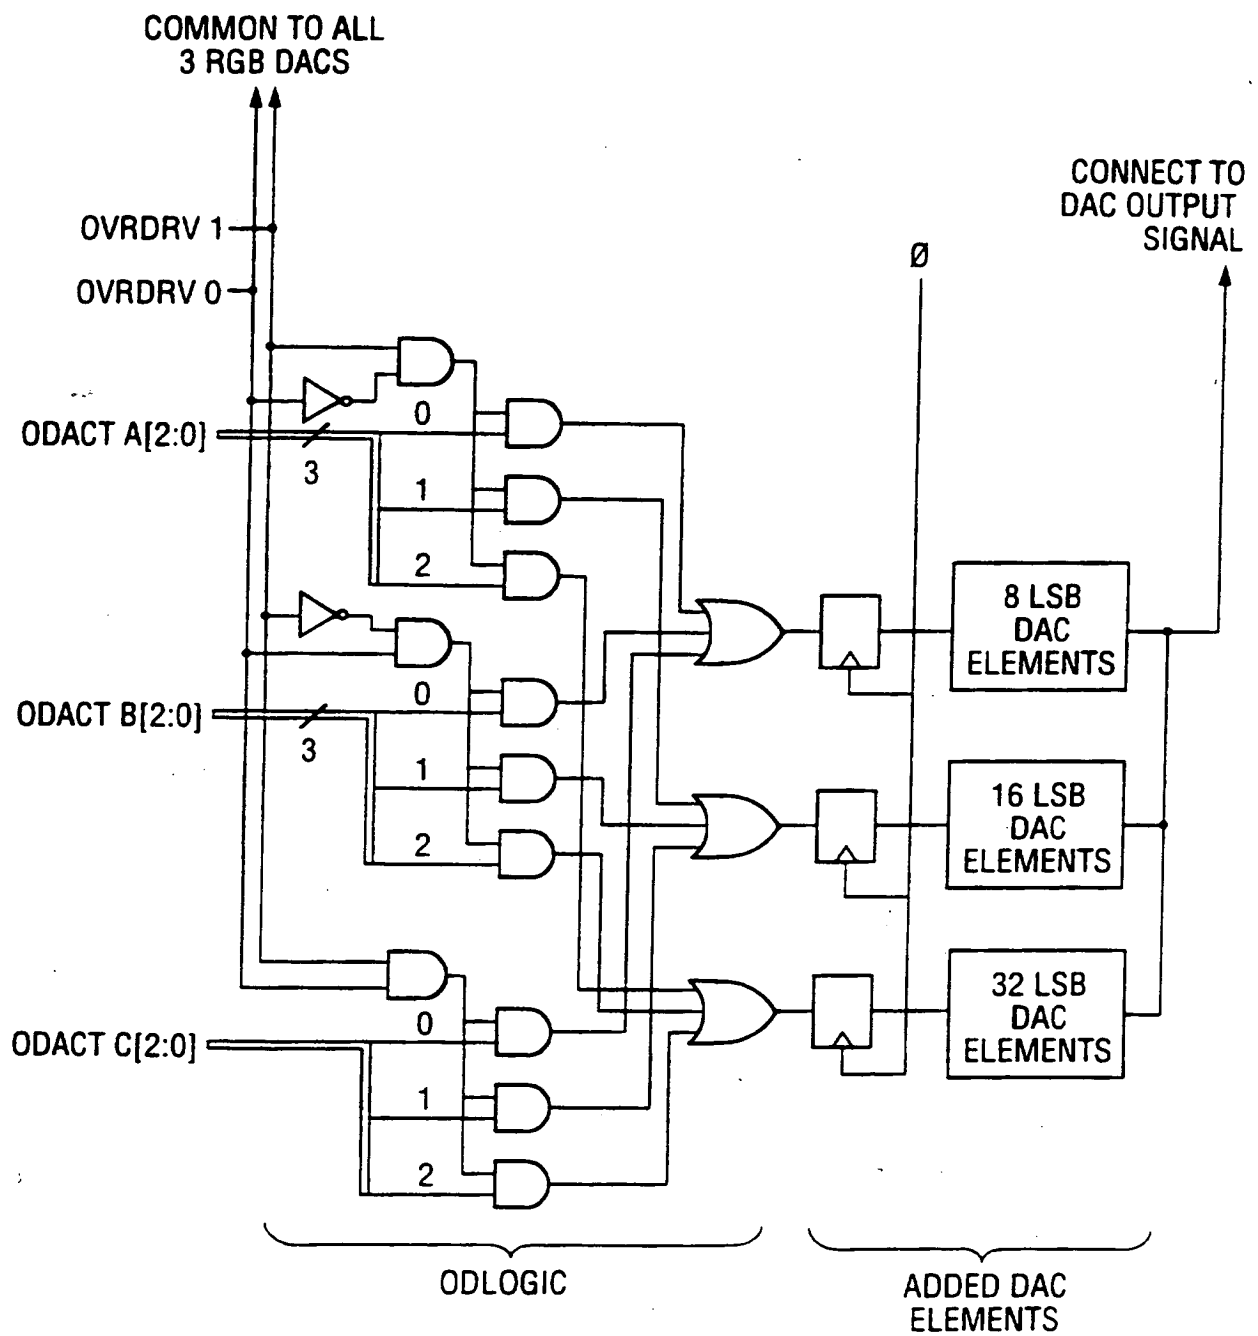 COMMON TO ALL
3 RGB DACS
CONNECT TO
DAC OUTPUT
SIGNAL
OVRDRV 1
Ø
OVRDRV 0
0
ODACT A[2:0]
3
1
2
8 LSB
DAC
ELEMENTS
0
ODACT B[2:0]
3
1
2
16 LSB
DAC
ELEMENTS
0
ODACT C[2:0]
1
2
32 LSB
DAC
ELEMENTS
ODLOGIC
ADDED DAC
ELEMENTS